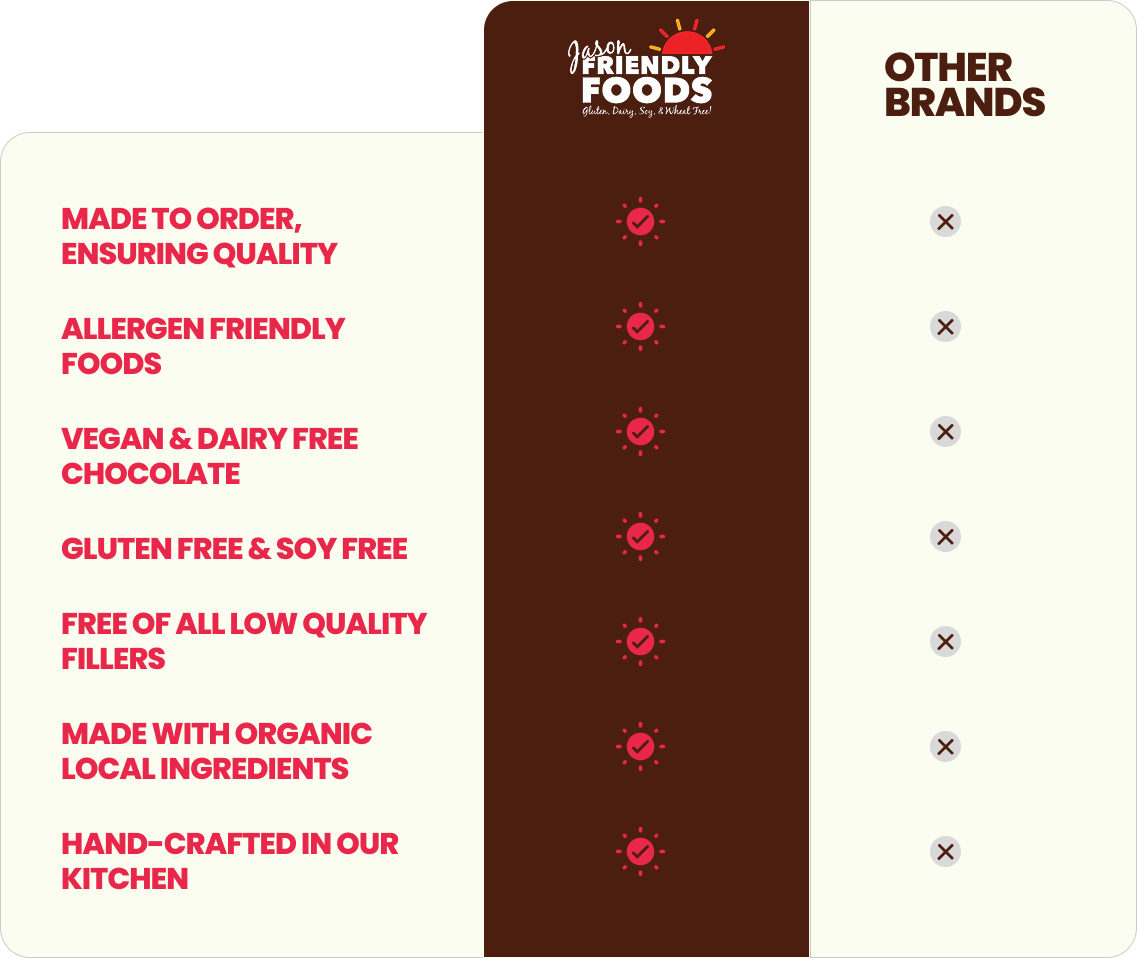 Jason
FRIENDLY
FOODS
Gluten, Dairy, Soy, & Wheat Free!
OTHER
BRANDS
MADE TO ORDER,
ENSURING QUALITY
ALLERGEN FRIENDLY
FOODS
VEGAN & DAIRY FREE
CHOCOLATE
GLUTEN FREE & SOY FREE
FREE OF ALL LOW QUALITY
FILLERS
MADE WITH ORGANIC
LOCAL INGREDIENTS
HAND-CRAFTED IN OUR
KITCHEN